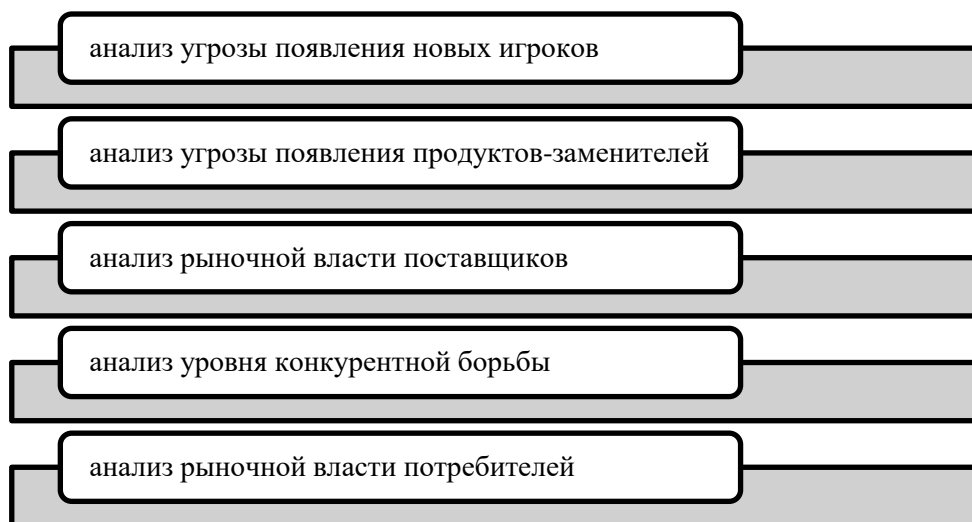 анализ угрозы появления новых игроков
анализ угрозы появления продуктов-заменителей
анализ рыночной власти поставщиков
анализ уровня конкурентной борьбы
анализ рыночной власти потребителей